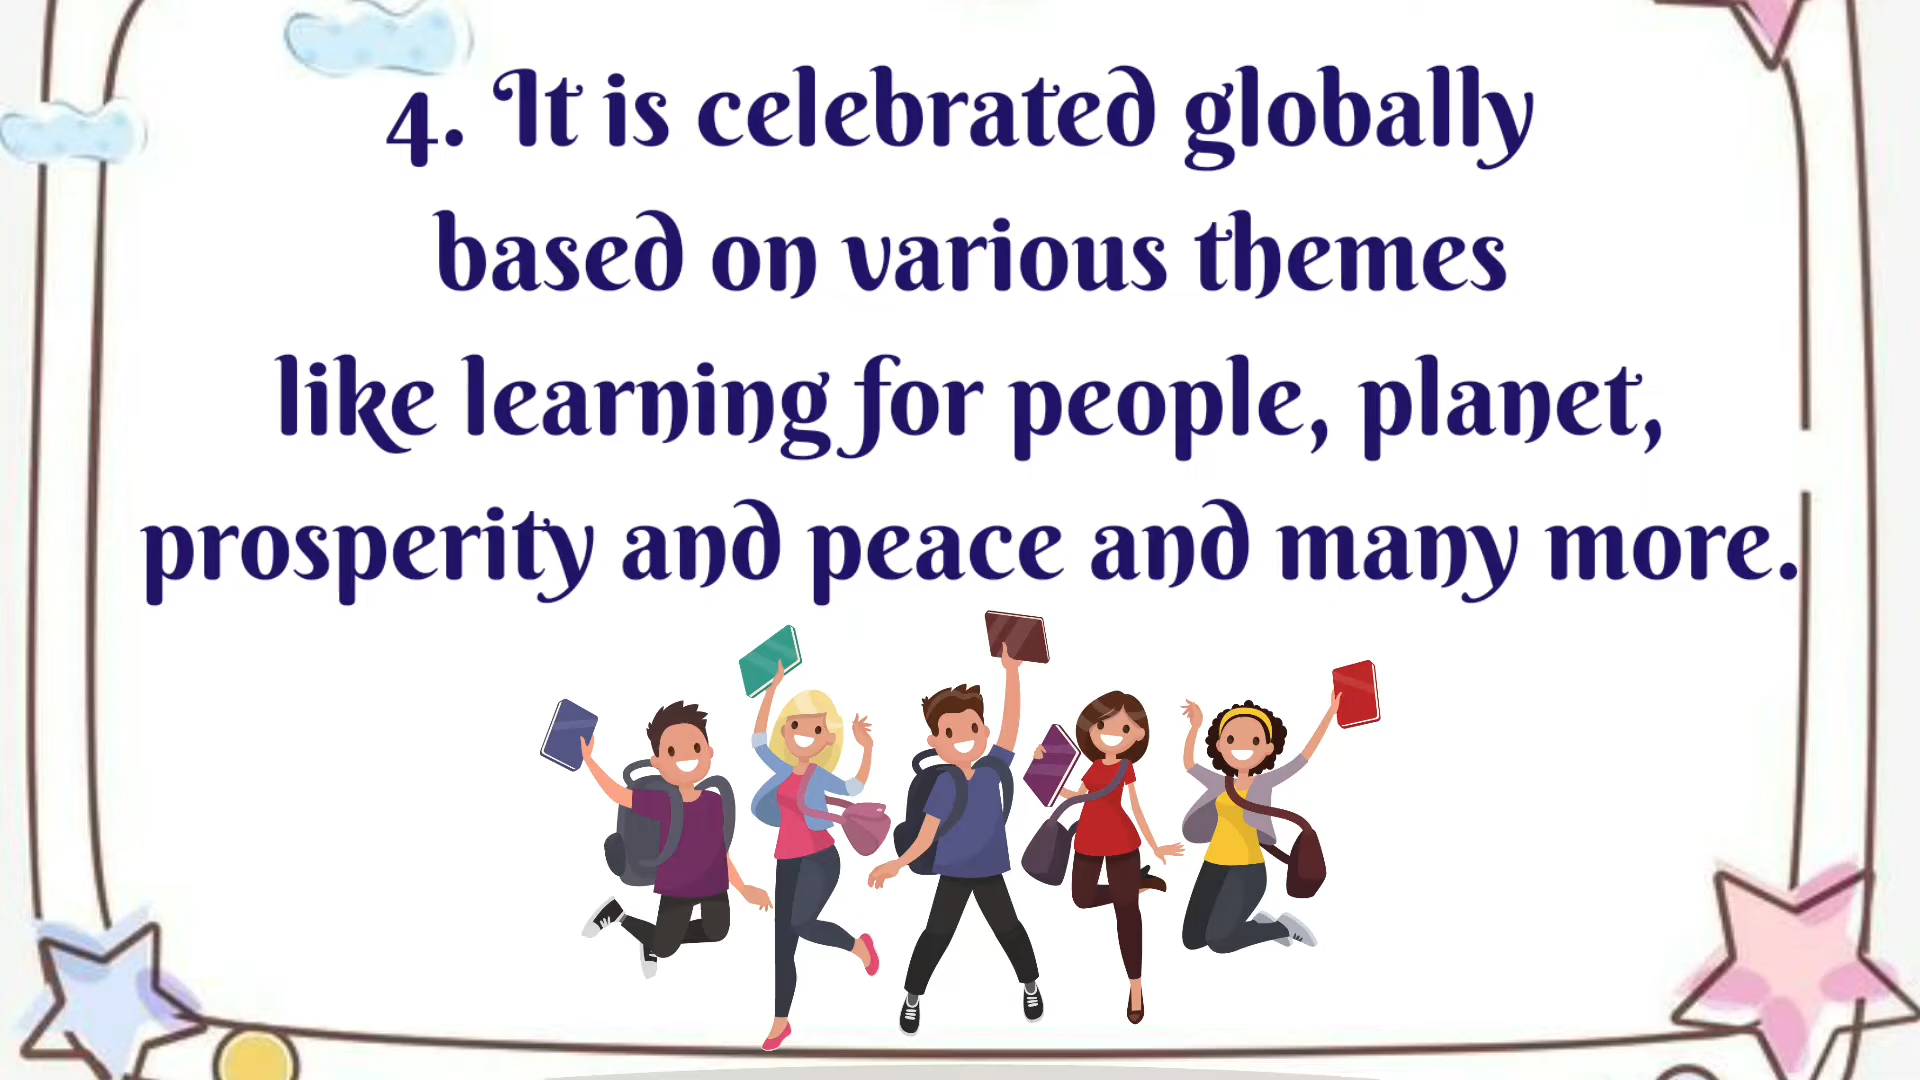 4. It is celebrated globally
based on various themes
like learning for people, planet,
prosperity and peace and many more.